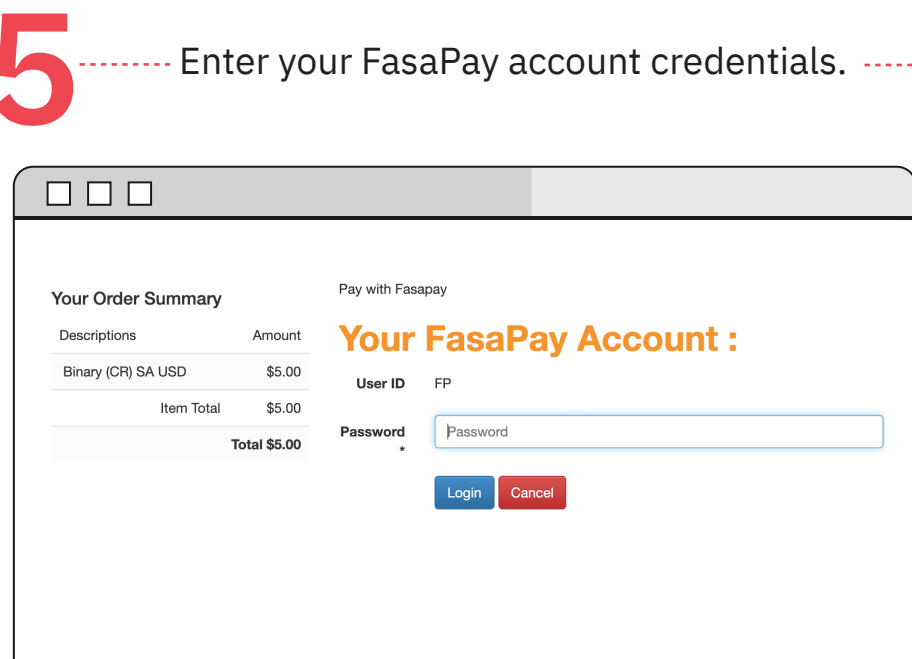 5
Enter your FasaPay account credentials.
Your Order Summary
Descriptions Amount
Binary (CR) SA USD $5.00
Item Total $5.00
Total $5.00
Pay with Fasapay
Your FasaPay Account :
User ID FP
Password Password
*
Login Cancel